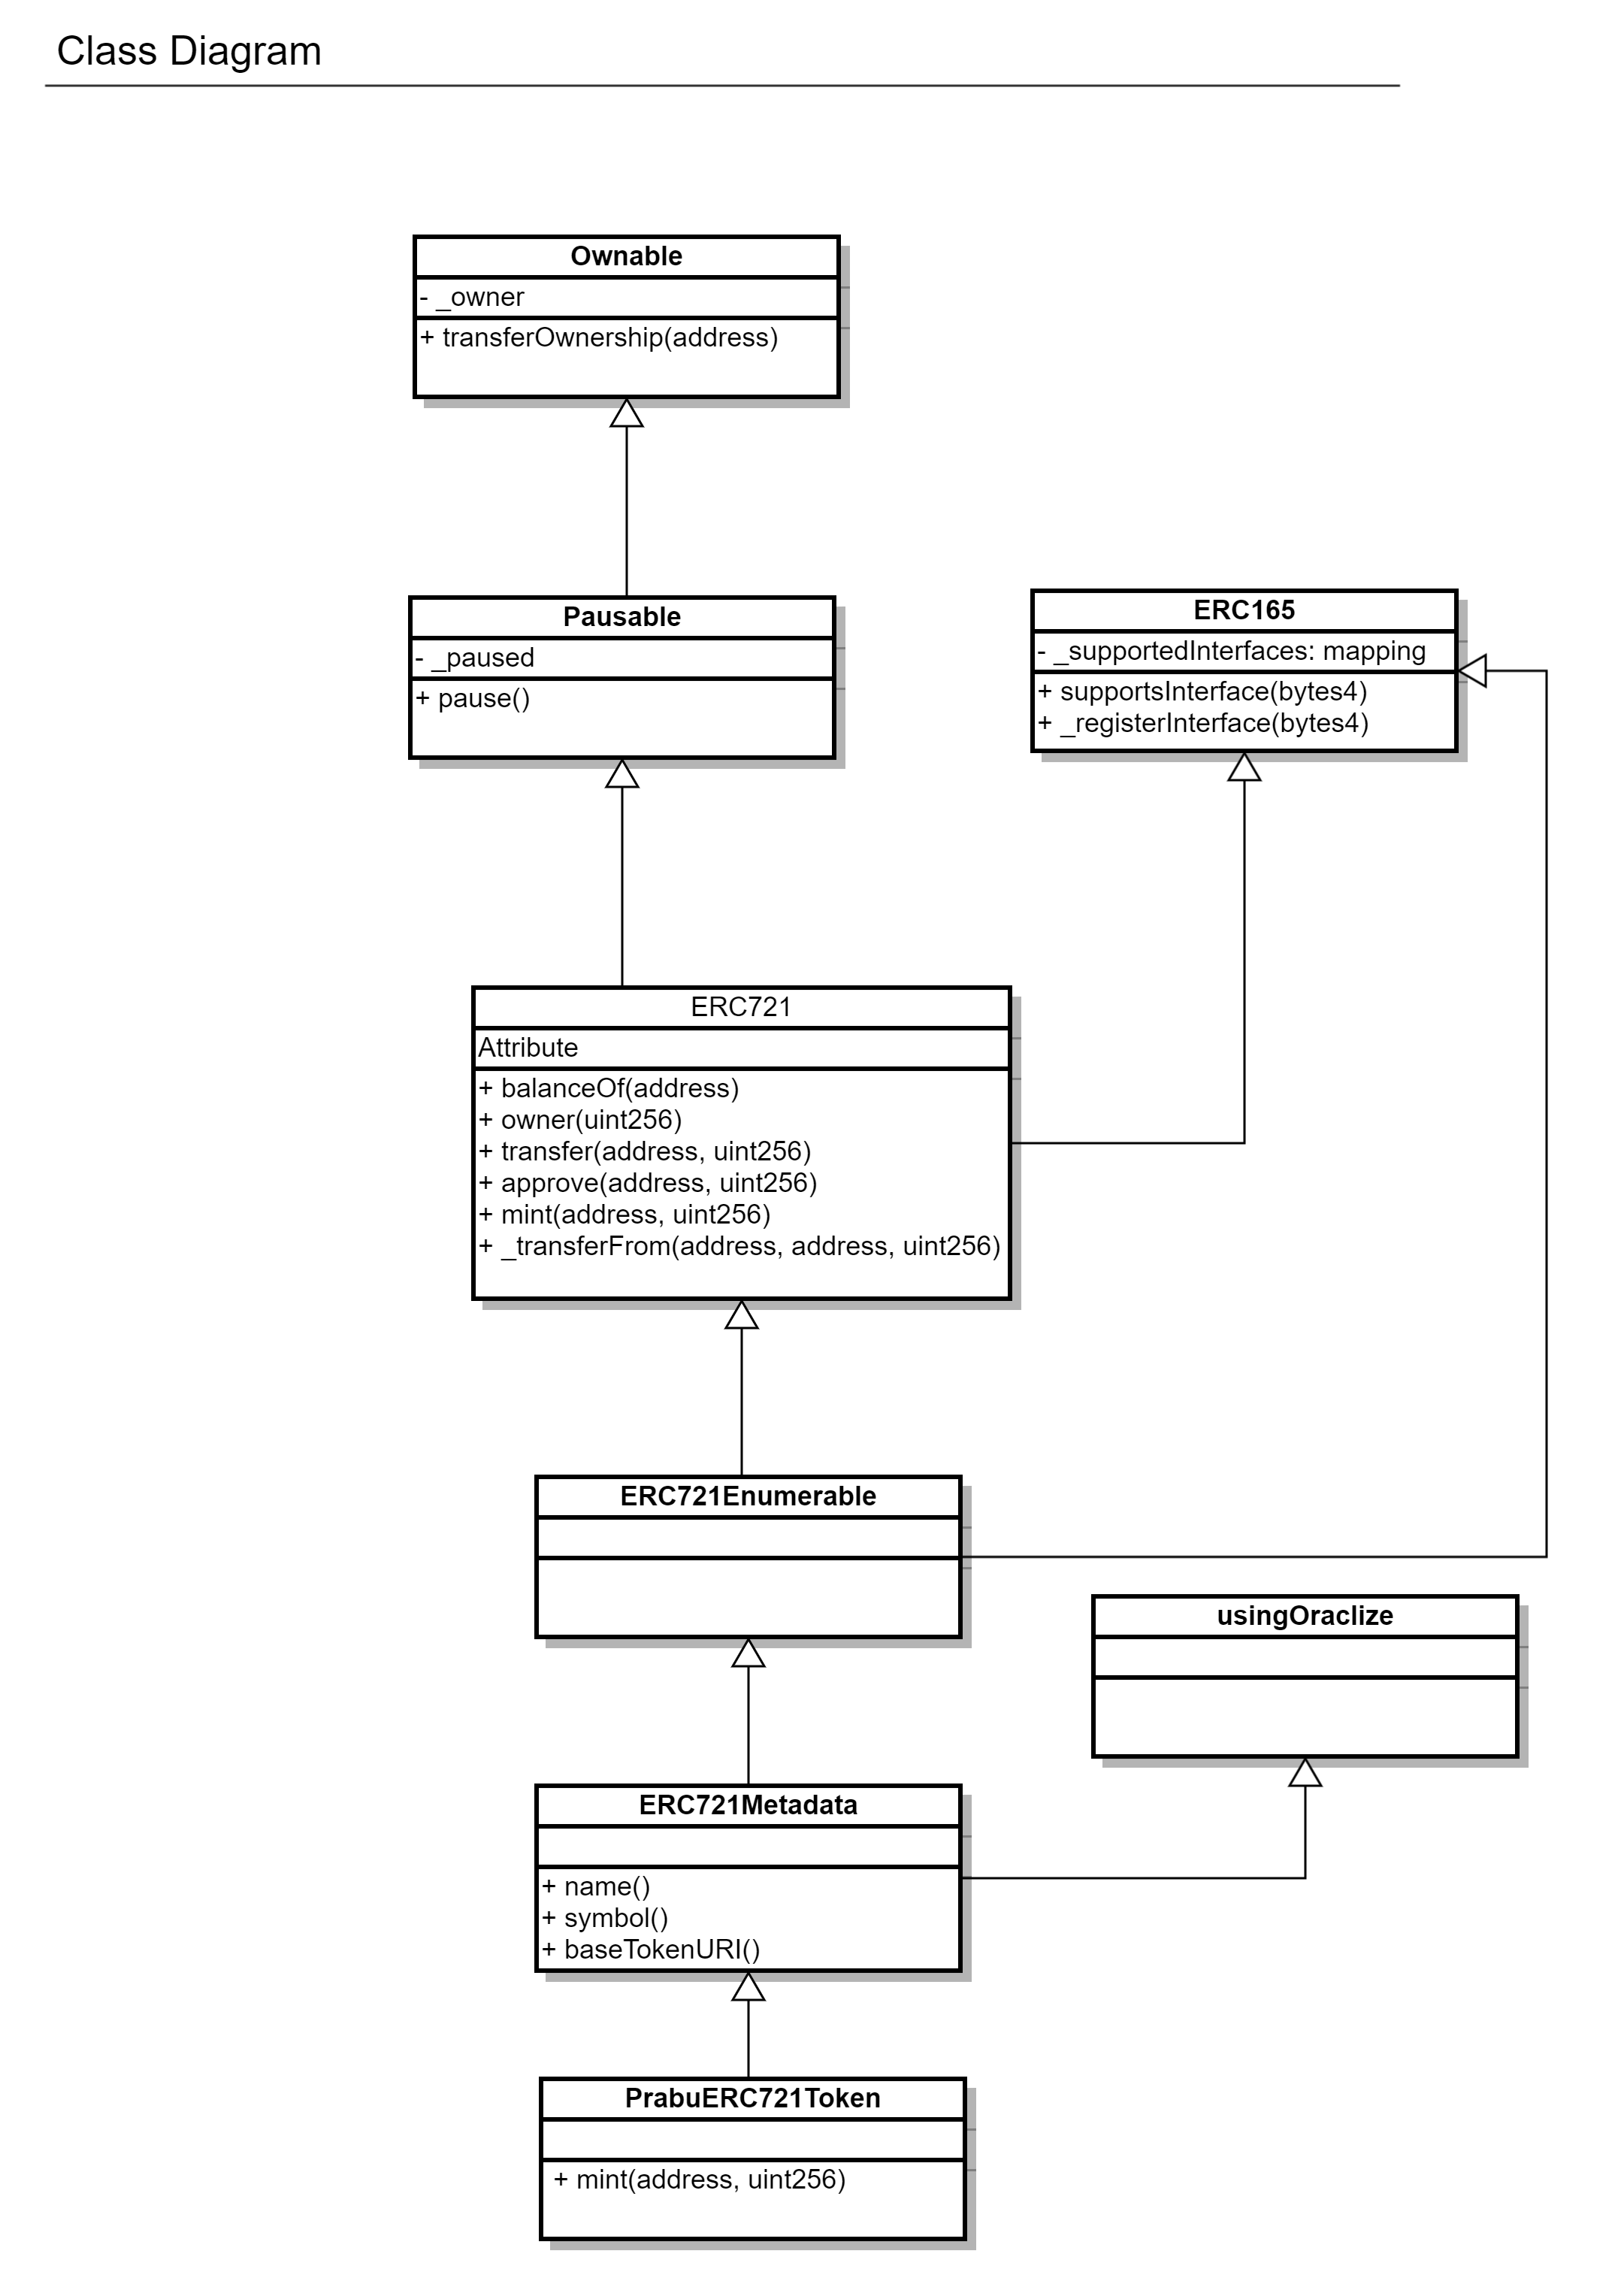 Class Diagram
Ownable
- _owner
+ transferOwnership(address)
Pausable
- _paused
+ pause()
ERC165
- _supportedInterfaces: mapping
+ supportsInterface(bytes4)
+ _registerInterface(bytes4)
ERC721
Attribute
+ balanceOf(address)
+ owner(uint256)
+ transfer(address, uint256)
+ approve(address, uint256)
+ mint(address, uint256)
+ _transferFrom(address, address, uint256)
ERC721Enumerable
usingOraclize
ERC721Metadata
+ name()
+ symbol()
+ baseTokenURI()
PrabuERC721Token
+ mint(address, uint256)